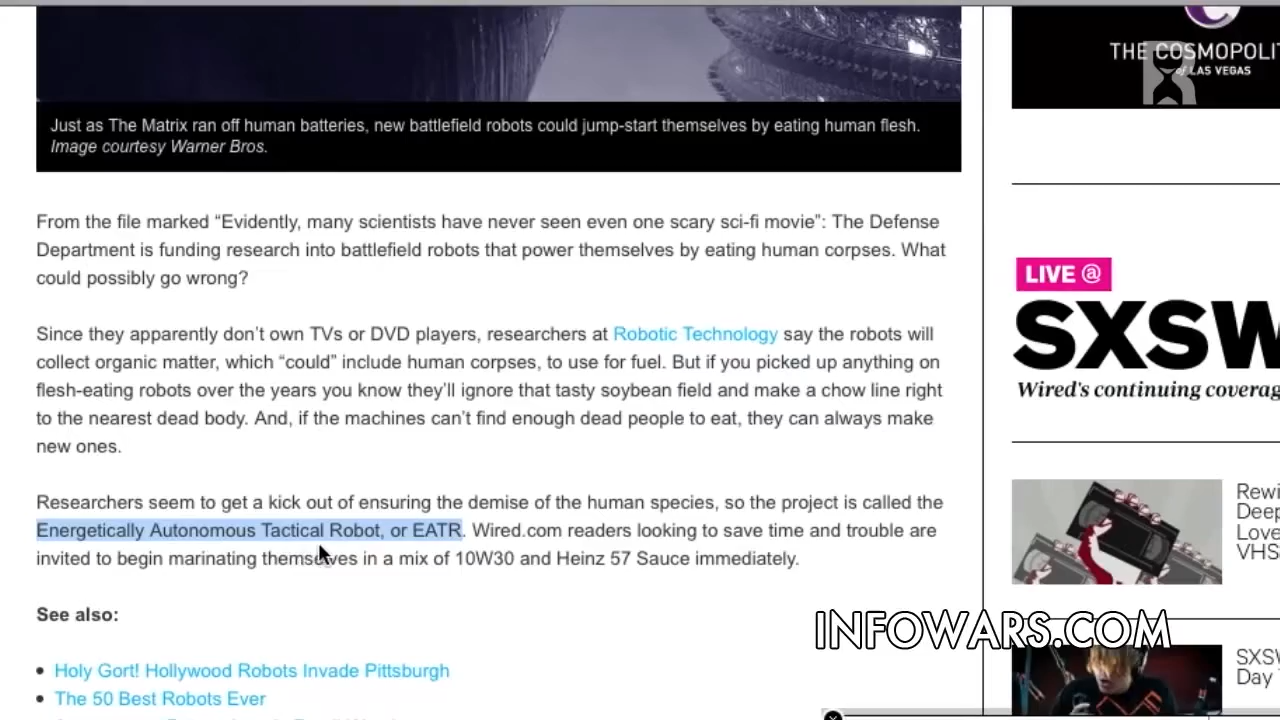 Just as The Matrix ran off human batteries, new battlefield robots could jump-start themselves by eating human flesh.
Image courtesy Warner Bros.
From the file marked “Evidently, many scientists have never seen even one scary sci-fi movie”: The Defense
Department is funding research into battlefield robots that power themselves by eating human corpses. What
could possibly go wrong?
Since they apparently don’t own TVs or DVD players, researchers at Robotic Technology say the robots will
collect organic matter, which “could” include human corpses, to use for fuel. But if you picked up anything on
flesh-eating robots over the years you know they’ll ignore that tasty soybean field and make a chow line right
to the nearest dead body. And, if the machines can’t find enough dead people to eat, they can always make
new ones.
Researchers seem to get a kick out of ensuring the demise of the human species, so the project is called the
Energetically Autonomous Tactical Robot, or EATR. Wired.com readers looking to save time and trouble are
invited to begin marinating themselves in a mix of 10W30 and Heinz 57 Sauce immediately.
See also:
Holy Gort! Hollywood Robots Invade Pittsburgh
The 50 Best Robots Ever
THE COSMOPOLIT
of LAS VEGAS
LIVE @
SXSW
Wired's continuing coverag
Rewi
Deep
Love
VHS
INFOWARS.COM
SXSW
Day